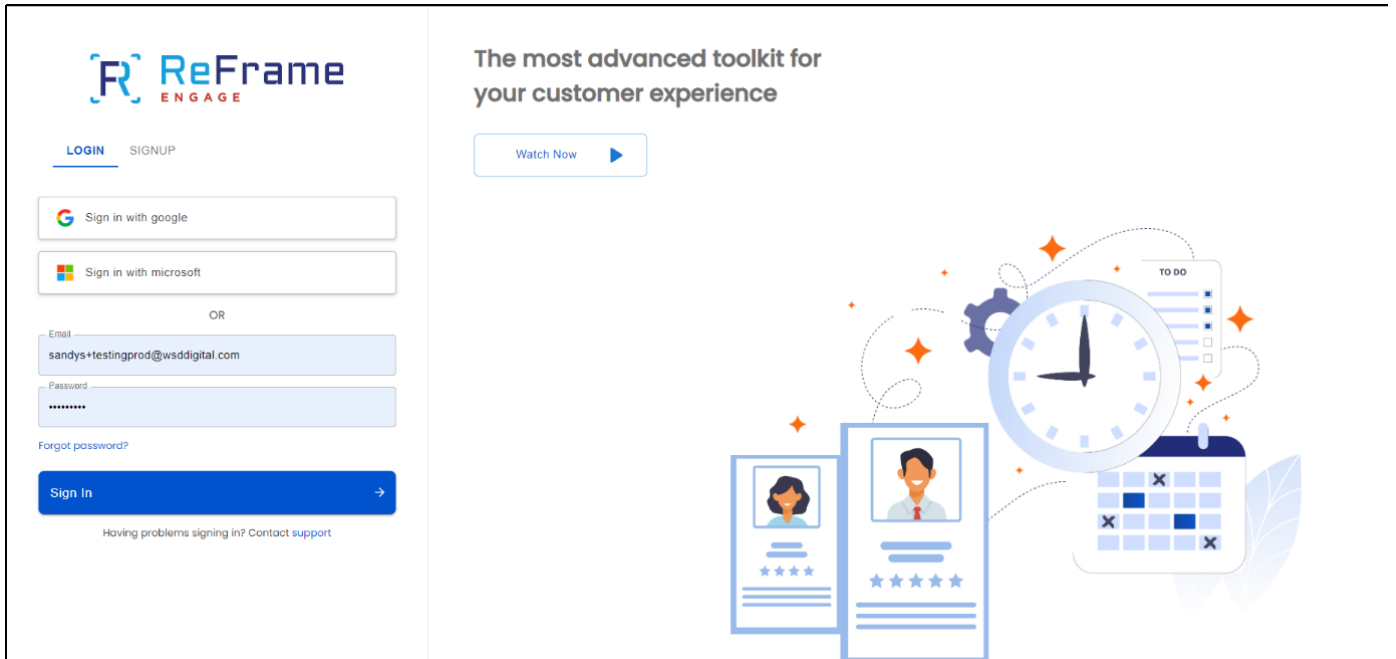 ReFrame
ENGAGE
LOGIN SIGNUP
Sign in with google
Sign in with microsoft
OR
Email
sandys+testingprod@wsddigital.com
Password
•••••••••
Forgot password?
Sign In
Having problems signing in? Contact support
The most advanced toolkit for
your customer experience
Watch Now
TO DO